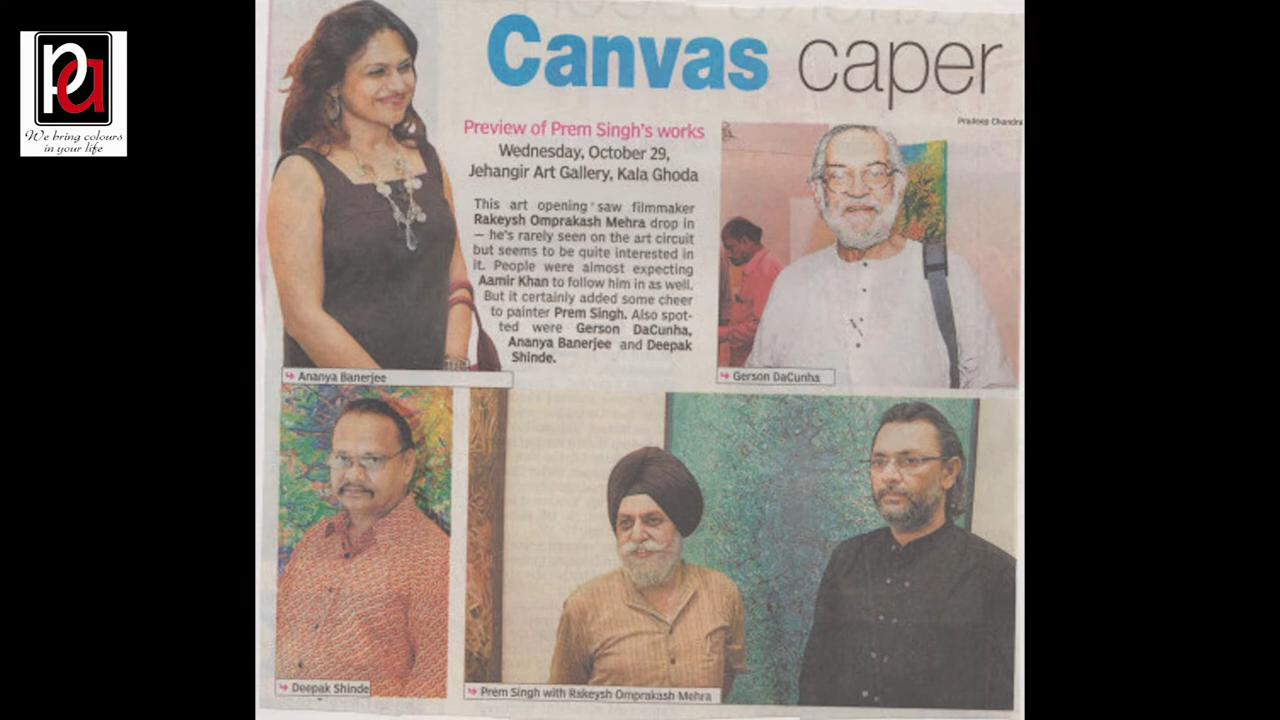 pa
We bring colours
in your life
Canvas caper
Pradeep Chandra
Preview of Prem Singh's works
Wednesday, October 29,
Jehangir Art Gallery, Kala Ghoda
This art opening saw filmmaker
Rakeysh Omprakash Mehra drop in
— he's rarely seen on the art circuit
but seems to be quite interested in
it. People were almost expecting
Aamir Khan to follow him in as well.
But it certainly added some cheer
to painter Prem Singh. Also spot-
ted were Gerson DaCunha,
Ananya Banerjee and Deepak
Shinde.
Ananya Banerjee
Gerson DaCunha
Deepak Shinde
Prem Singh with Rakeysh Omprakash Mehra